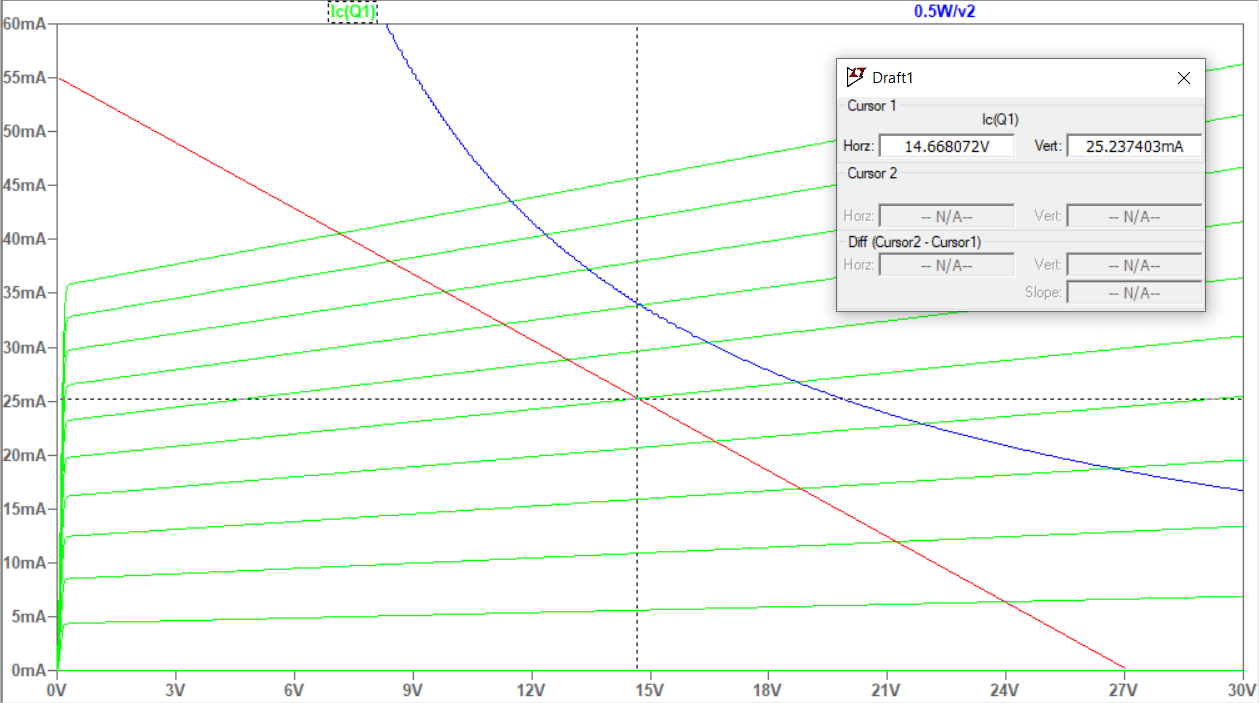 Ic(Q1) 0.5W/v2
60mA
55mA
50mA
45mA
40mA
35mA
30mA
25mA
20mA
15mA
10mA
5mA
0mA
0V 3V 6V 9V 12V 15V 18V 21V 24V 27V 30V
Draft1
Cursor 1
Ic(Q1)
Horz: 14.668072V Vert: 25.237403mA
Cursor 2
Horz: -- N/A-- Vert: -- N/A--
Diff (Cursor2 - Cursor1)
Horz: -- N/A-- Vert: -- N/A--
Slope: -- N/A--